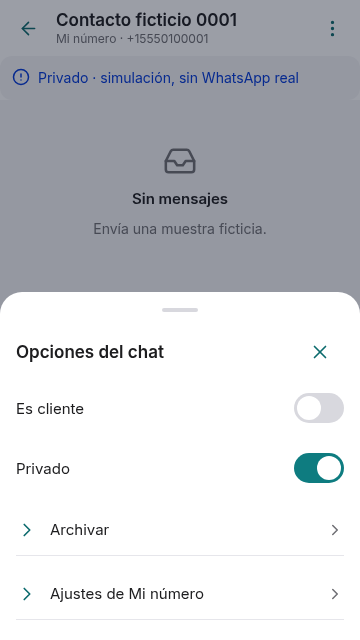 Contacto ficticio 0001
Mi número · +15550100001
Privado · simulación, sin WhatsApp real
Sin mensajes
Envía una muestra ficticia.
Opciones del chat
Es cliente
Privado
Archivar
Ajustes de Mi número